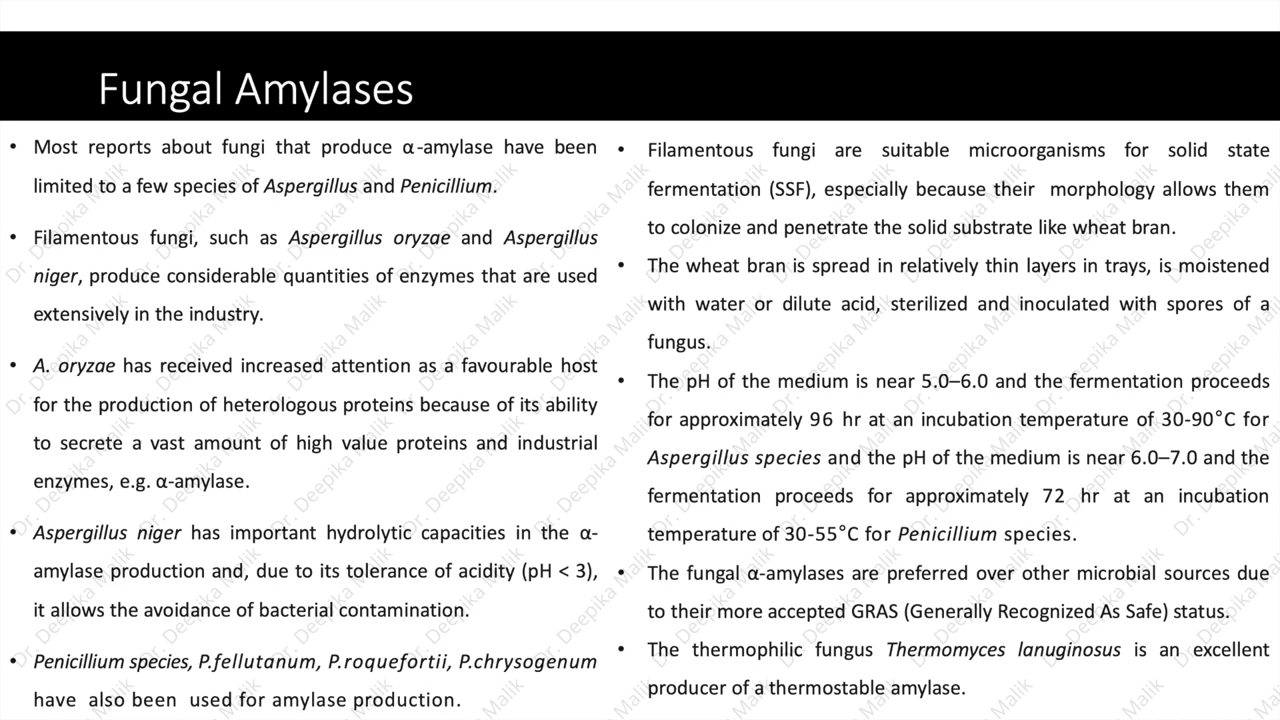 Fungal Amylases
• Most reports about fungi that produce α-amylase have been
limited to a few species of Aspergillus and Penicillium.
• Filamentous fungi, such as Aspergillus oryzae and Aspergillus
niger, produce considerable quantities of enzymes that are used
extensively in the industry.
• A. oryzae has received increased attention as a favourable host
for the production of heterologous proteins because of its ability
to secrete a vast amount of high value proteins and industrial
enzymes, e.g. α-amylase.
• Aspergillus niger has important hydrolytic capacities in the α-
amylase production and, due to its tolerance of acidity (pH < 3),
it allows the avoidance of bacterial contamination.
• Penicillium species, P.fellutanum, P.roquefortii, P.chrysogenum
have also been used for amylase production.
• Filamentous fungi are suitable microorganisms for solid state
fermentation (SSF), especially because their morphology allows them
to colonize and penetrate the solid substrate like wheat bran.
• The wheat bran is spread in relatively thin layers in trays, is moistened
with water or dilute acid, sterilized and inoculated with spores of a
fungus.
• The pH of the medium is near 5.0–6.0 and the fermentation proceeds
for approximately 96 hr at an incubation temperature of 30-90°C for
Aspergillus species and the pH of the medium is near 6.0–7.0 and the
fermentation proceeds for approximately 72 hr at an incubation
temperature of 30-55°C for Penicillium species.
• The fungal α-amylases are preferred over other microbial sources due
to their more accepted GRAS (Generally Recognized As Safe) status.
• The thermophilic fungus Thermomyces lanuginosus is an excellent
producer of a thermostable amylase.
Dr. Deepika Malik